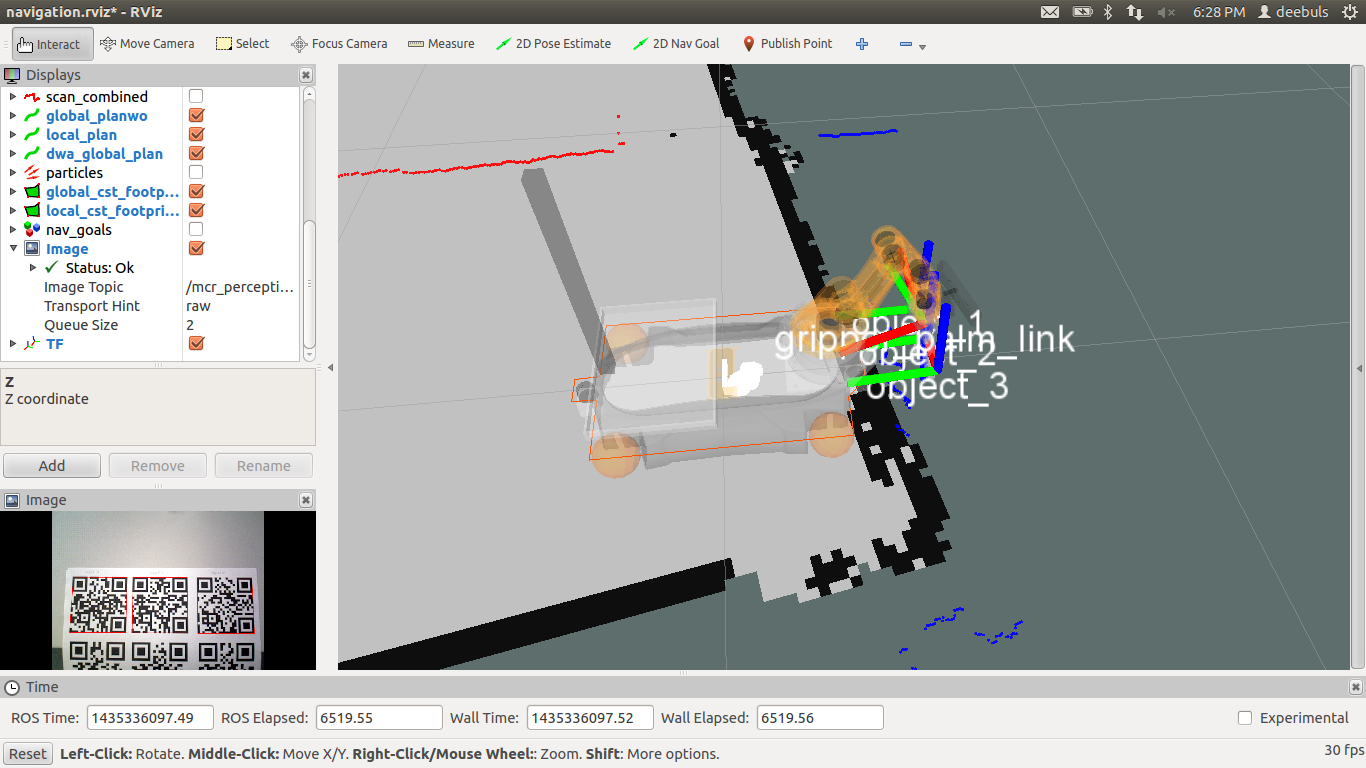 navigation.rviz* - RViz
6:28 PM deebuls
Interact Move Camera Select Focus Camera Measure 2D Pose Estimate 2D Nav Goal Publish Point
Displays
scan_combined
global_planwo
local_plan
dwa_global_plan
particles
global_cst_footp...
local_cst_footpri...
nav_goals
Image
Status: Ok
Image Topic /mcr_percepti...
Transport Hint raw
Queue Size 2
TF
Z
Z coordinate
Add Remove Rename
Image
object_3
Time
ROS Time: 1435336097.49 ROS Elapsed: 6519.55 Wall Time: 1435336097.52 Wall Elapsed: 6519.56 Experimental
Reset Left-Click: Rotate. Middle-Click: Move X/Y. Right-Click/Mouse Wheel:: Zoom. Shift: More options. 30 fps